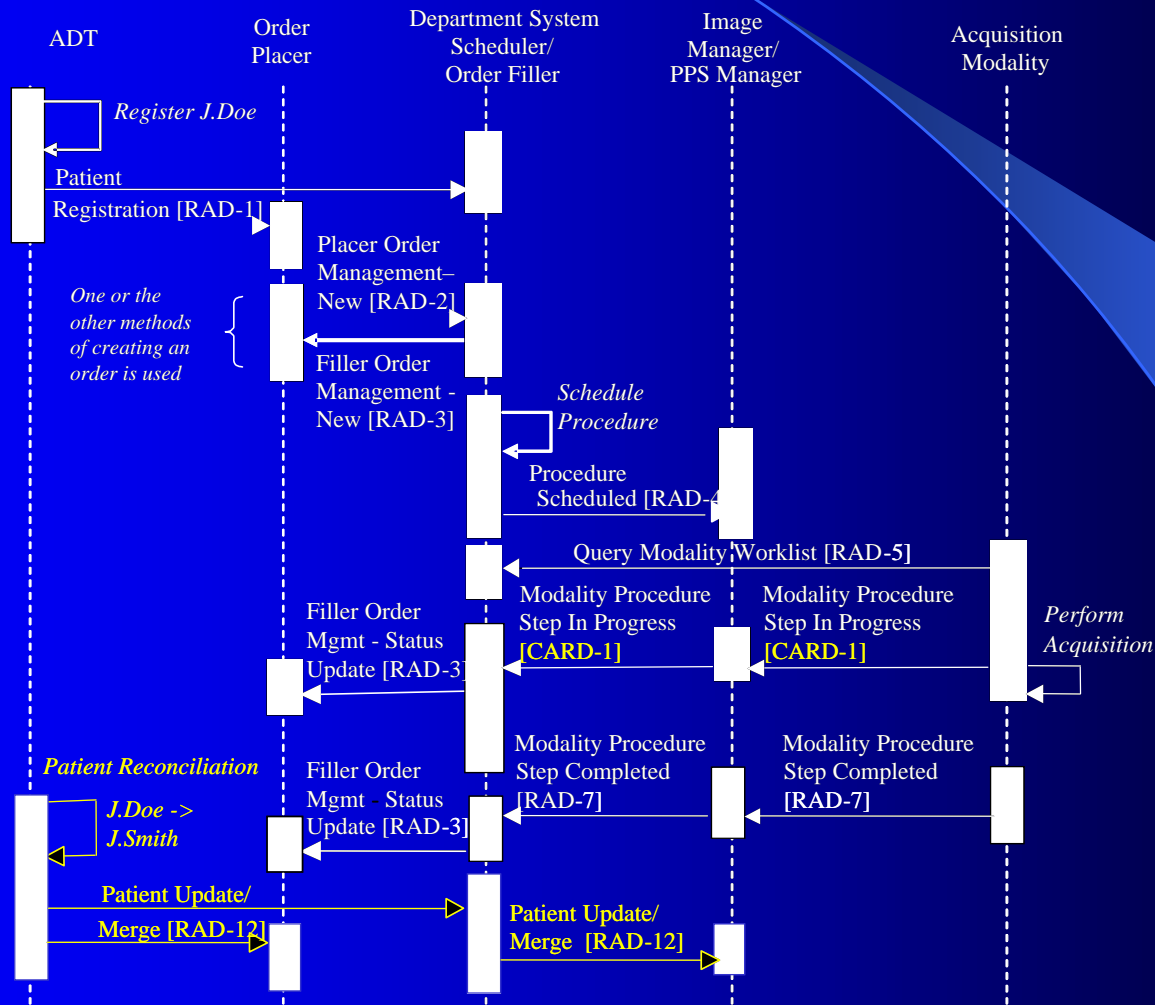 ADT
Order
Placer
Department System
Scheduler/
Order Filler
Image
Manager/
PPS Manager
Acquisition
Modality
Register J.Doe
Patient
Registration [RAD-1]
Placer Order
Management–
New [RAD-2]
One or the
other methods
of creating an
order is used
Filler Order
Management -
New [RAD-3]
Schedule
Procedure
Procedure
Scheduled [RAD-4
Query Modality Worklist [RAD-5]
Filler Order
Mgmt - Status
Update [RAD-3]
Modality Procedure
Step In Progress
[CARD-1]
Modality Procedure
Step In Progress
[CARD-1]
Perform
Acquisition
Patient Reconciliation
J.Doe ->
J.Smith
Filler Order
Mgmt - Status
Update [RAD-3]
Modality Procedure
Step Completed
[RAD-7]
Modality Procedure
Step Completed
[RAD-7]
Patient Update/
Merge [RAD-12]
Patient Update/
Merge [RAD-12]